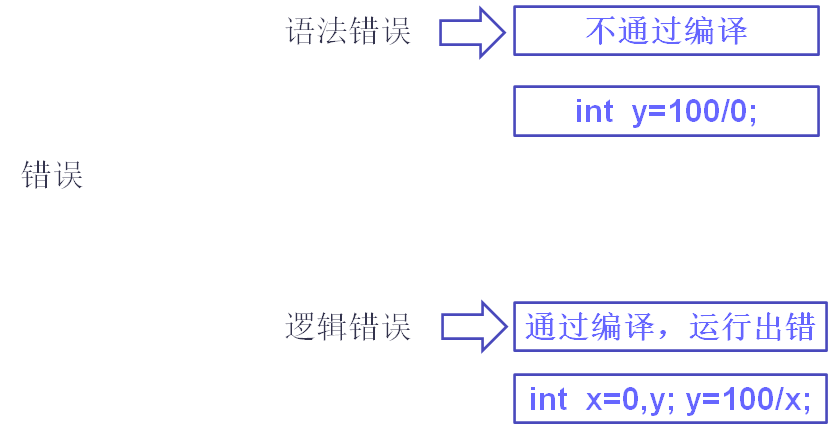 语法错误
不通过编译
int y=100/0;
错误
逻辑错误
通过编译，运行出错
int x=0,y; y=100/x;